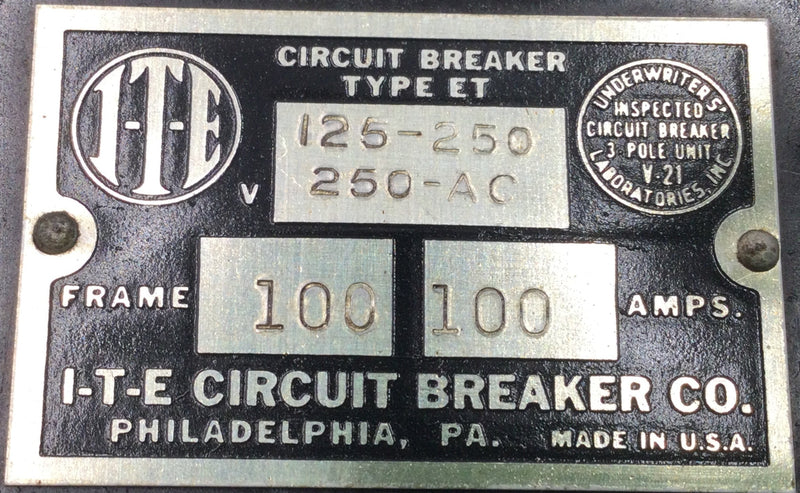 I-T-E
CIRCUIT BREAKER
TYPE ET
V
125-250
250-AC
UNDERWRITERS'
INSPECTED
CIRCUIT BREAKER
3 POLE UNIT
V-21
LABORATORIES, INC.
FRAME 100 100 AMPS.
I-T-E CIRCUIT BREAKER CO.
PHILADELPHIA, PA. MADE IN U.S.A.